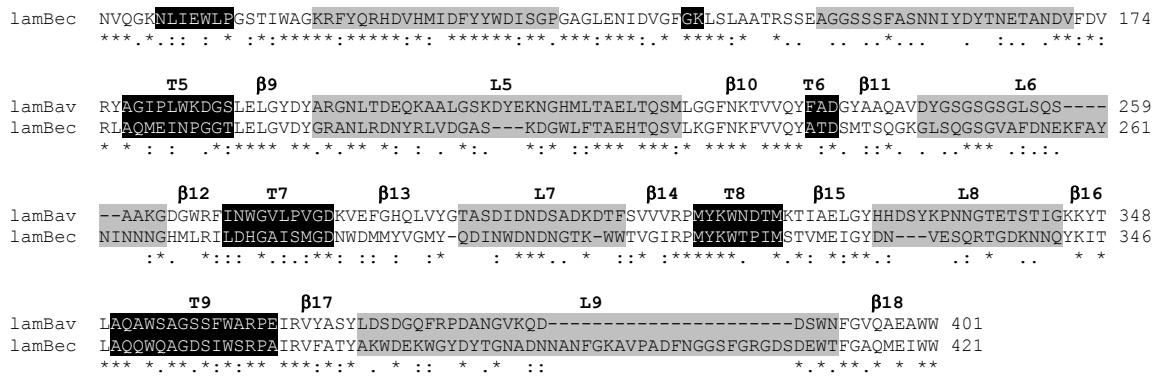 lamBec NVQGKNLIEWLPGSTIWAGKRFYQRHDVHMIDFYYWDISGPGAGLENIDVGFGKLSLAATRSSEAGGSSSFASNNIYDYTNETANDVFDV 174
***.*.:: *: **: ****:****:***:****:***:**:***:***:.* ****:: *:. .. ..*... . :. ..:**:*:
T5 β9 L5 β10 T6 β11 L6
lamBav RYAGIPLWKDGSLELGYDYARGNLTDEQKAALGSKDYEKNGHMLTAELTQSMLGGFNKTVVQYFADGYAAQAVDYGSGSGSGLSQS---- 259
lamBec RLAQMEINPGGTLELGVDYGRANLRDNYRLVDGAS---KDGWLFTAEHTQSVLKGFNKFVVQYATDSMTSQGKGLSQGSGVAFDNEKFAY 261
* * : : .*:**** **.*.** *: :. *:. *:* ::*** ***:* **** **** :*. ::*. . ..*** .:.:.
β12 T7 β13 L7 β14 T8 β15 L8 β16
lamBav --AAKGDGWRFINWGVLPVGDKVEFGHQLVYGTASDIDNDSADKDTFSVVVRPMYKWNDTMKTIAELGYHHDSYKPNNGTETSTIGKKYT 348
lamBec NINNNGHMLRILDHGAISMGDNWDMMYVGMY-QDINWDNDNGTK-WWTVGIRPMYKWTPIMSTVMEIGYDN---VESQRTGDKNNQYKIT 346
:*. *:.:: *.:.:**: :: : :* : ***.. * ::* :******. *.*: *:**.: .: * .. . * *
T9 β17 L9 β18
lamBav LAQAWSAGSSFWARPEIRVYASYLDSDGQFRPDANGVKQD----------------------DSWNFGVQAEAWW 401
lamBec LAQQWQAGDSIWSRPAIRVFATYAKWDEKWGYDYTGNADNNANFGKAVPADFNGGSFGRGDSDEWTFGAQMEIWW 421
*** *.**.*:*:** ***:*:* . * :: * .* :: *.*.**.* * **